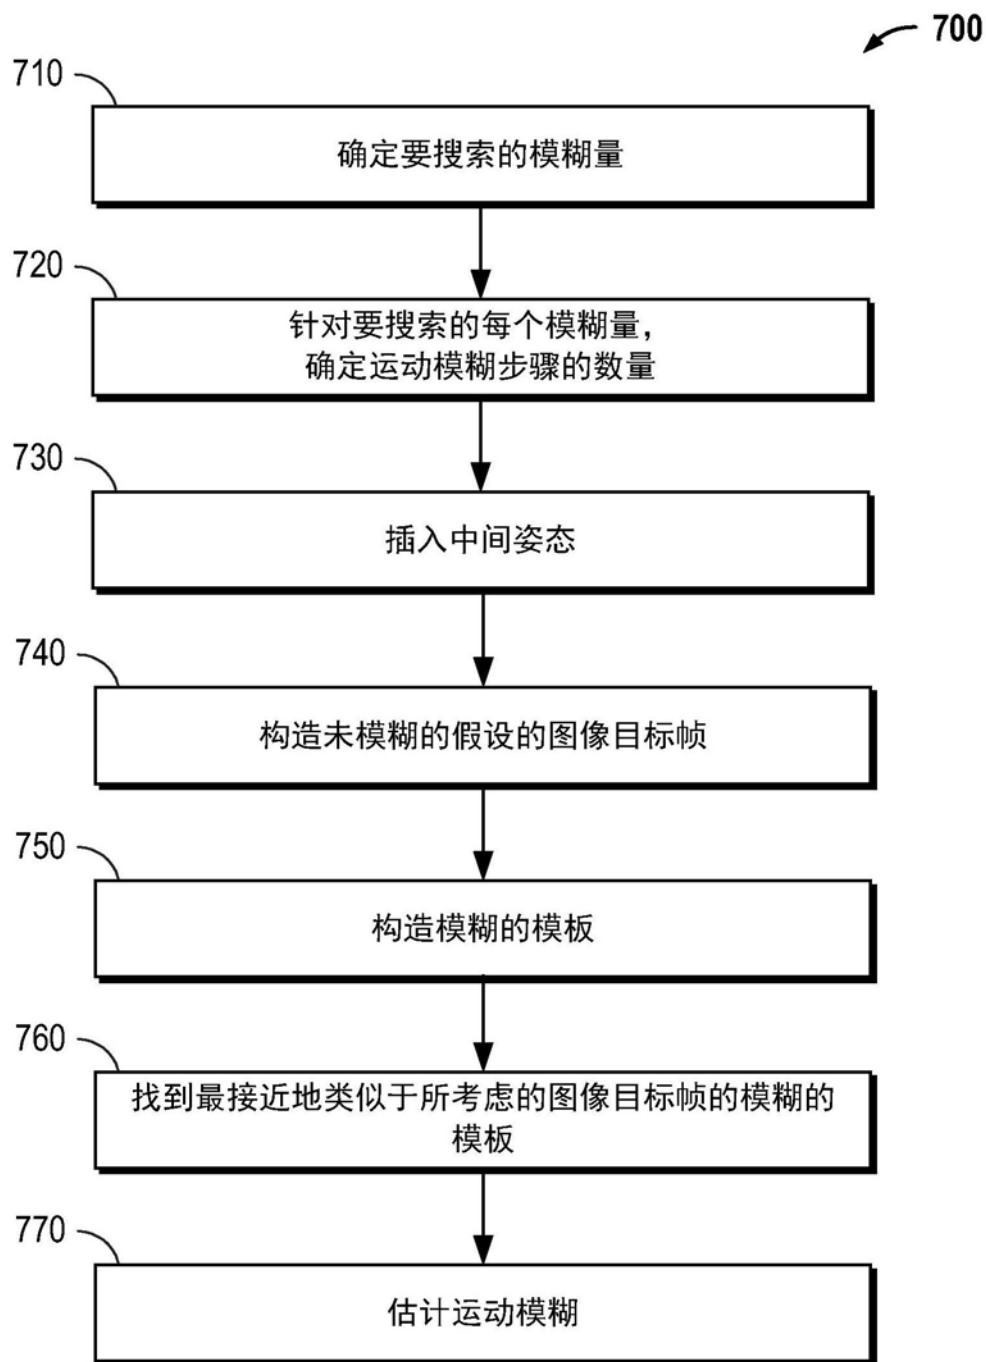 700
710
确定要搜索的模糊量
720
针对要搜索的每个模糊量，
确定运动模糊步骤的数量
730
插入中间姿态
740
构造未模糊的假设的图像目标帧
750
构造模糊的模板
760
找到最接近地类似于所考虑的图像目标帧的模糊的
模板
770
估计运动模糊